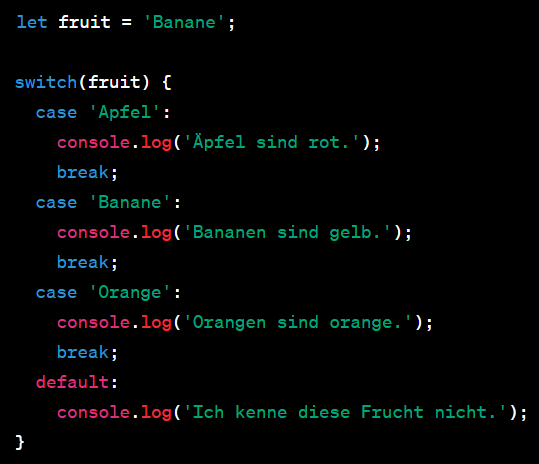 let fruit = 'Banane';
switch(fruit) {
  case 'Apfel':
    console.log('Äpfel sind rot.');
    break;
  case 'Banane':
    console.log('Bananen sind gelb.');
    break;
  case 'Orange':
    console.log('Orangen sind orange.');
    break;
  default:
    console.log('Ich kenne diese Frucht nicht.');
}